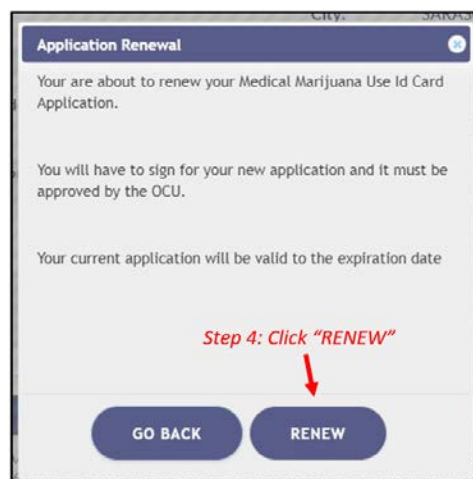 City: SARAS
Application Renewal
Your are about to renew your Medical Marijuana Use Id Card
Application.
You will have to sign for your new application and it must be
approved by the OCU.
Your current application will be valid to the expiration date
Step 4: Click "RENEW"
GO BACK RENEW